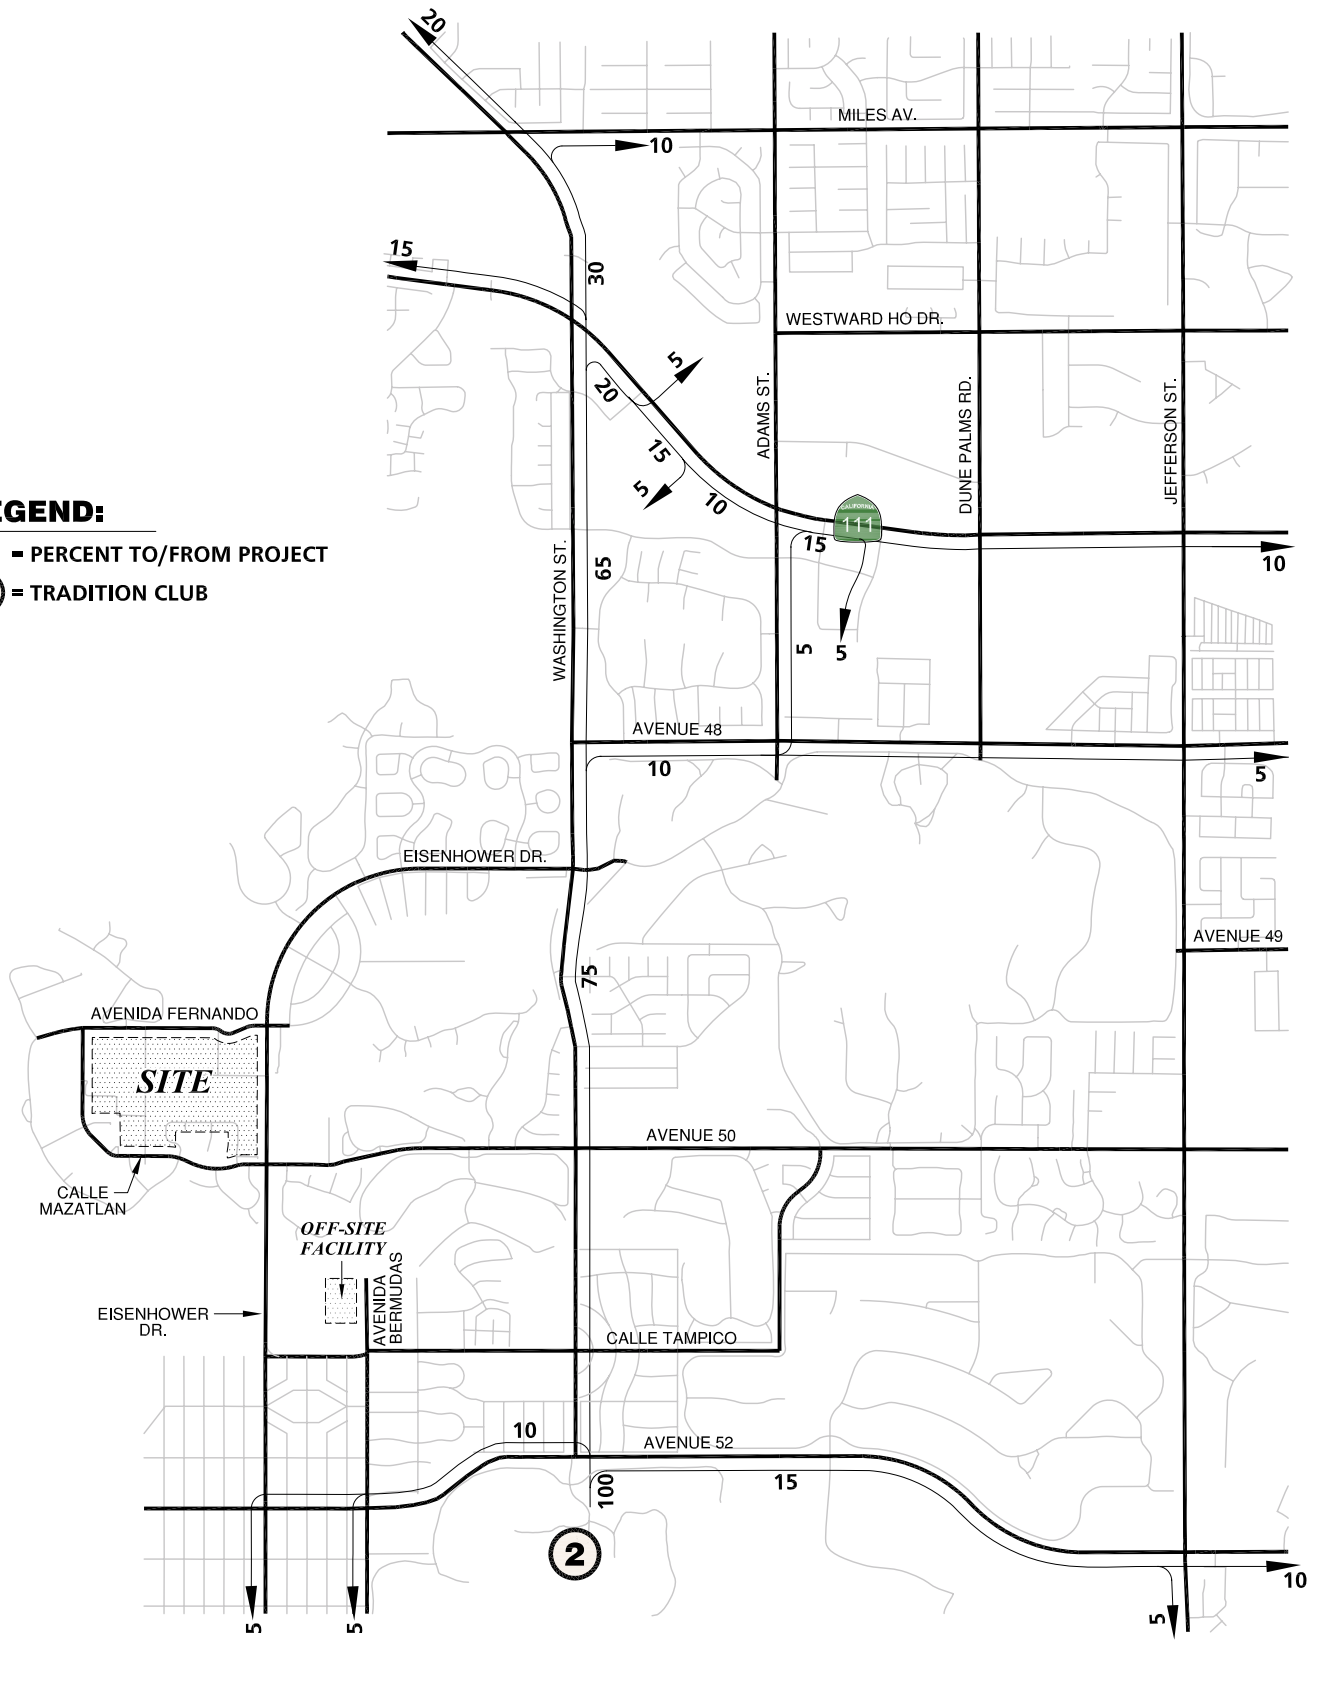 20
MILES AV.
10
15
30
WESTWARD HO DR.
5
20
ADAMS ST.
DUNE PALMS RD.
JEFFERSON ST.
15
5
10
CALIFORNIA
111
15
10
EGEND:
= PERCENT TO/FROM PROJECT
= TRADITION CLUB
WASHINGTON ST.
65
5
5
AVENUE 48
10
5
EISENHOWER DR.
AVENUE 49
75
AVENIDA FERNANDO
SITE
AVENUE 50
CALLE
MAZATLAN
OFF-SITE
FACILITY
AVENIDA
BERMUDAS
EISENHOWER
DR.
CALLE TAMPICO
10
AVENUE 52
100
15
2
10
5
5
5